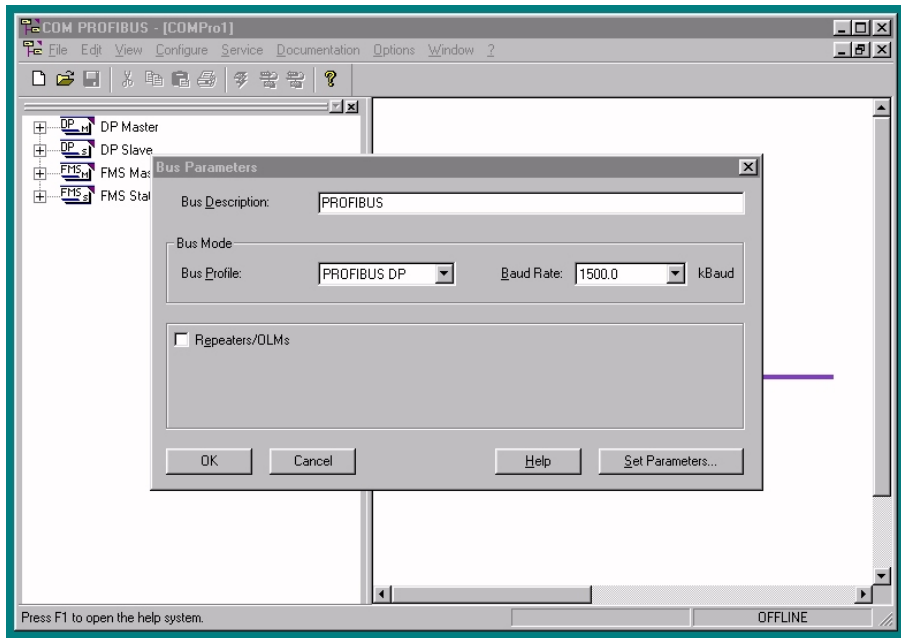 COM PROFIBUS - [COMPro1]
File Edit View Configure Service Documentation Options Window ?
DP M DP Master
DP S DP Slave
FMS M FMS Mas
FMS S FMS Stat
Bus Parameters
Bus Description: PROFIBUS
Bus Mode
Bus Profile: PROFIBUS DP Baud Rate: 1500.0 kBaud
Repeaters/OLMs
OK Cancel Help Set Parameters...
Press F1 to open the help system. OFFLINE